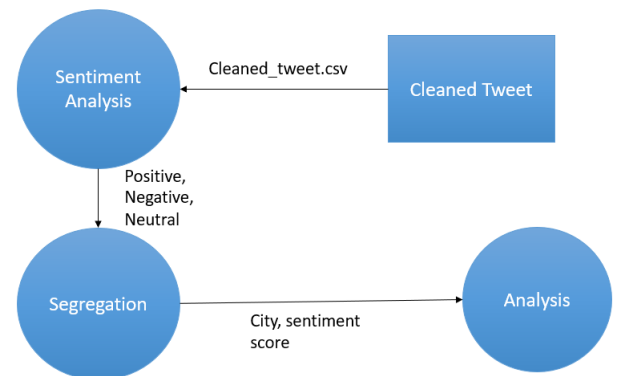 Sentiment
Analysis
Cleaned_tweet.csv
Cleaned Tweet
Positive,
Negative,
Neutral
Segregation
City, sentiment
score
Analysis